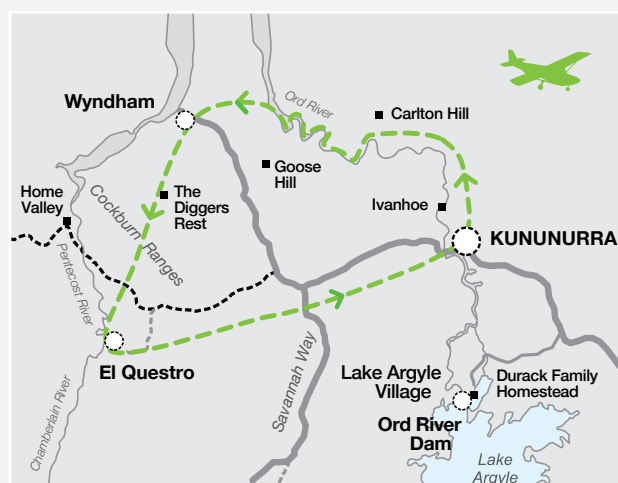 Wyndham
Ord River
Carlton Hill
Goose
Hill
Home
Valley
The
Diggers
Rest
Cockburn Ranges
Ivanhoe
KUNUNURRA
Pentecost River
El Questro
Savannah Way
Chamberlain River
Lake Argyle
Village
Durack Family
Homestead
Ord River
Dam
Lake
Argyle